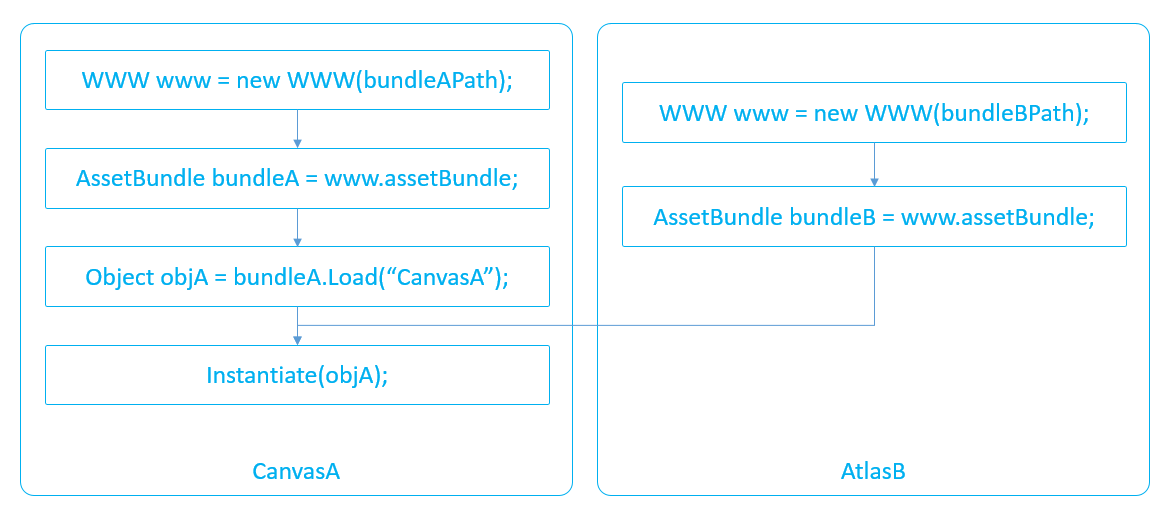 WWW www = new WWW(bundleAPath);
AssetBundle bundleA = www.assetBundle;
Object objA = bundleA.Load(“CanvasA”);
Instantiate(objA);
CanvasA
WWW www = new WWW(bundleBPath);
AssetBundle bundleB = www.assetBundle;
AtlasB